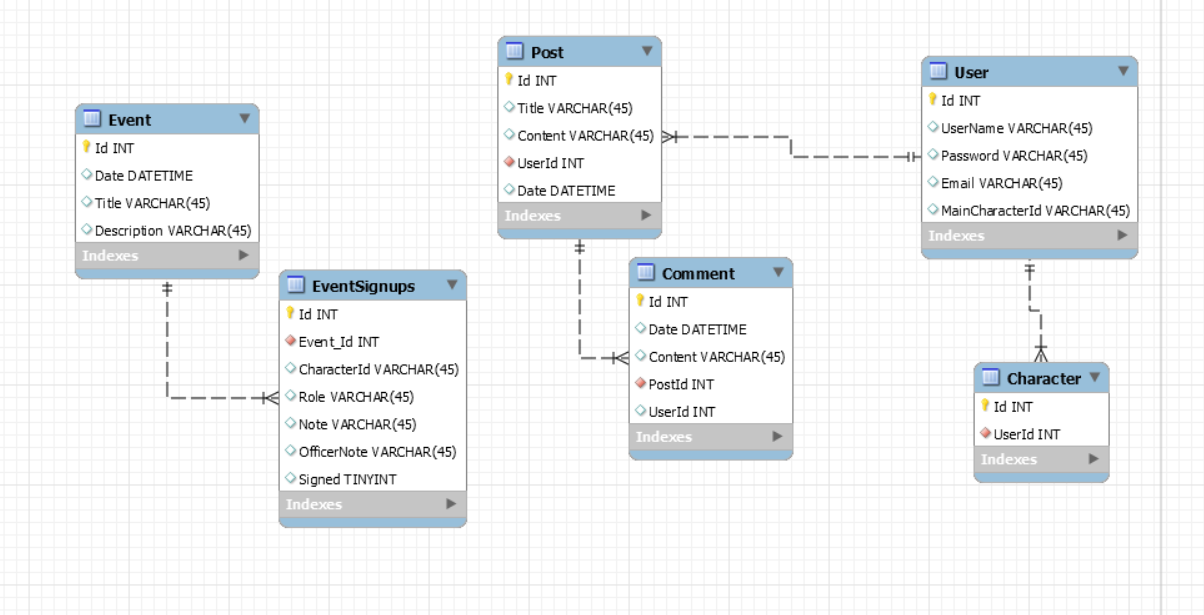 Event
Id INT
Date DATETIME
Title VARCHAR(45)
Description VARCHAR(45)
Indexes
EventSignups
Id INT
Event_Id INT
CharacterId VARCHAR(45)
Role VARCHAR(45)
Note VARCHAR(45)
OfficerNote VARCHAR(45)
Signed TINYINT
Indexes
Post
Id INT
Title VARCHAR(45)
Content VARCHAR(45)
UserId INT
Date DATETIME
Indexes
Comment
Id INT
Date DATETIME
Content VARCHAR(45)
PostId INT
UserId INT
Indexes
User
Id INT
UserName VARCHAR(45)
Password VARCHAR(45)
Email VARCHAR(45)
MainCharacterId VARCHAR(45)
Indexes
Character
Id INT
UserId INT
Indexes